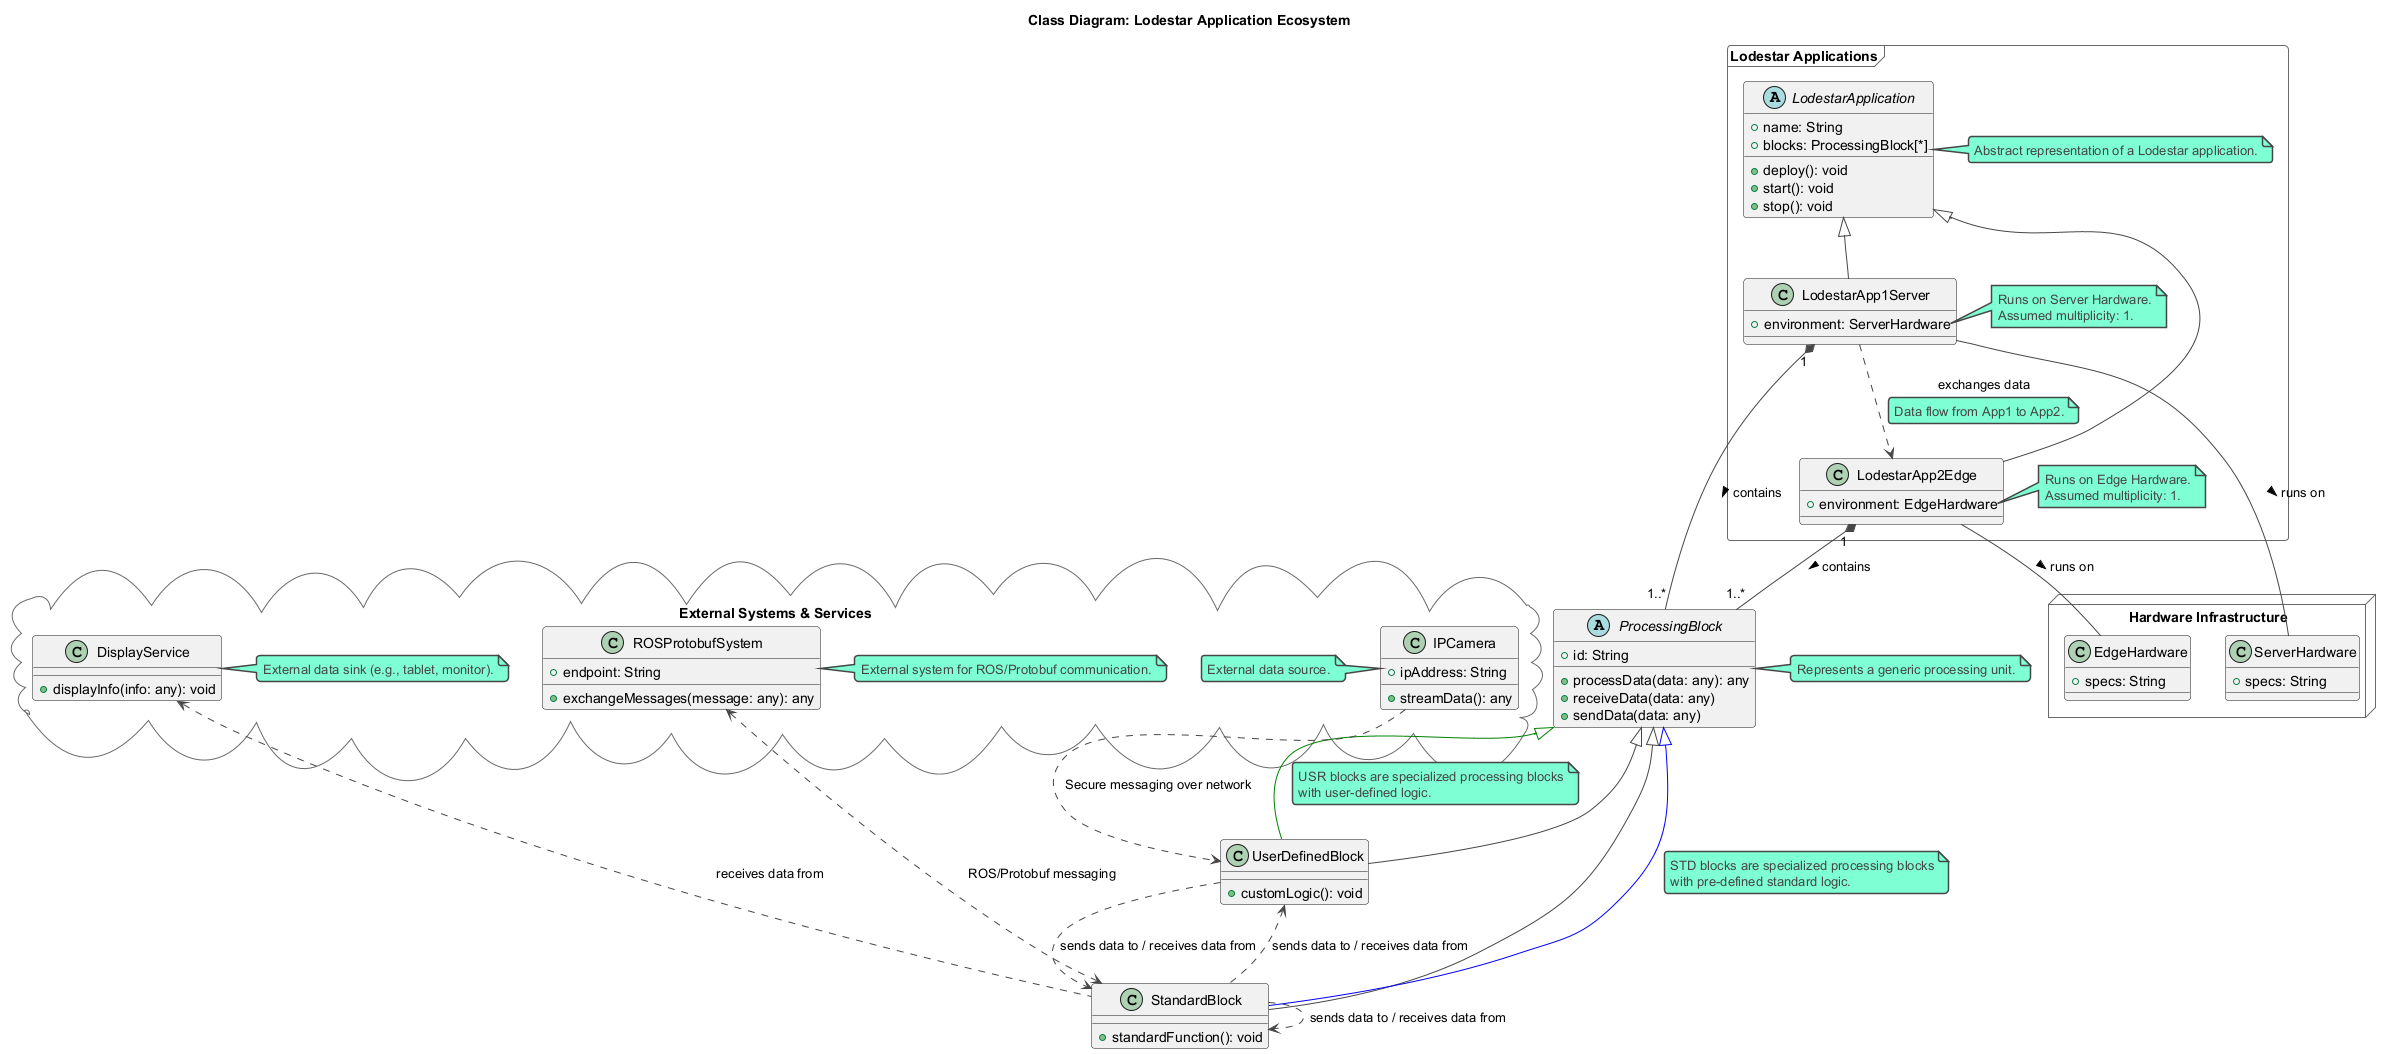 Class Diagram: Lodestar Application Ecosystem
Lodestar Applications
A LodestarApplication
name: String
blocks: ProcessingBlock[*]
deploy(): void
start(): void
stop(): void
Abstract representation of a Lodestar application.
C LodestarApp1Server
environment: ServerHardware
Runs on Server Hardware.
Assumed multiplicity: 1.
1
exchanges data
Data flow from App1 to App2.
C LodestarApp2Edge
environment: EdgeHardware
Runs on Edge Hardware.
Assumed multiplicity: 1.
contains
runs on
1
contains
runs on
1..*
1..*
External Systems & Services
C DisplayService
displayInfo(info: any): void
External data sink (e.g., tablet, monitor).
C ROSProtobufSystem
endpoint: String
exchangeMessages(message: any): any
External system for ROS/Protobuf communication.
External data source.
C IPCamera
ipAddress: String
streamData(): any
A ProcessingBlock
id: String
processData(data: any): any
receiveData(data: any)
sendData(data: any)
Represents a generic processing unit.
Hardware Infrastructure
C EdgeHardware
specs: String
C ServerHardware
specs: String
Secure messaging over network
USR blocks are specialized processing blocks
with user-defined logic.
C UserDefinedBlock
customLogic(): void
receives data from
ROS/Protobuf messaging
STD blocks are specialized processing blocks
with pre-defined standard logic.
sends data to / receives data from
sends data to / receives data from
C StandardBlock
standardFunction(): void
sends data to / receives data from